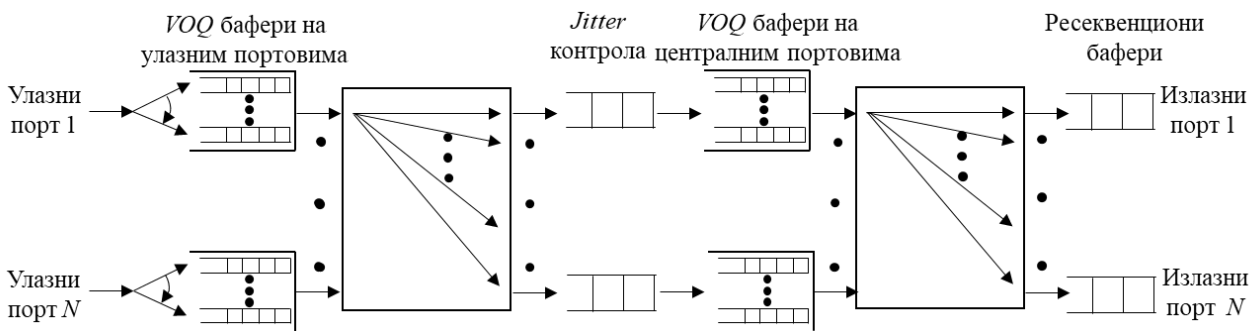 VOQ бафери на
улазним портовима
Jitter
контрола
VOQ бафери на
централним портовима
Ресеквенциони
бафери
Улазни
порт 1
Излазни
порт 1
Улазни
порт N
Излазни
порт N